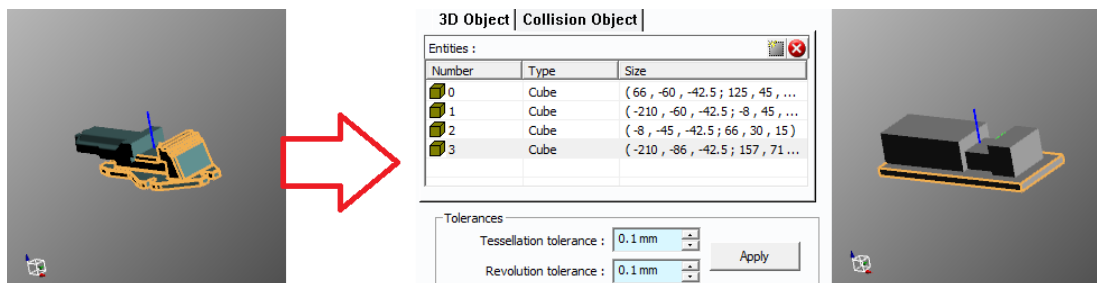 3D Object Collision Object
Entities :
Number Type Size
0 Cube ( 66 , -60 , -42.5 ; 125 , 45 , ...
1 Cube ( -210 , -60 , -42.5 ; -8 , 45 , ...
2 Cube ( -8 , -45 , -42.5 ; 66 , 30 , 15 )
3 Cube ( -210 , -86 , -42.5 ; 157 , 71 ...
Tolerances
Tessellation tolerance : 0.1 mm
Apply
Revolution tolerance : 0.1 mm